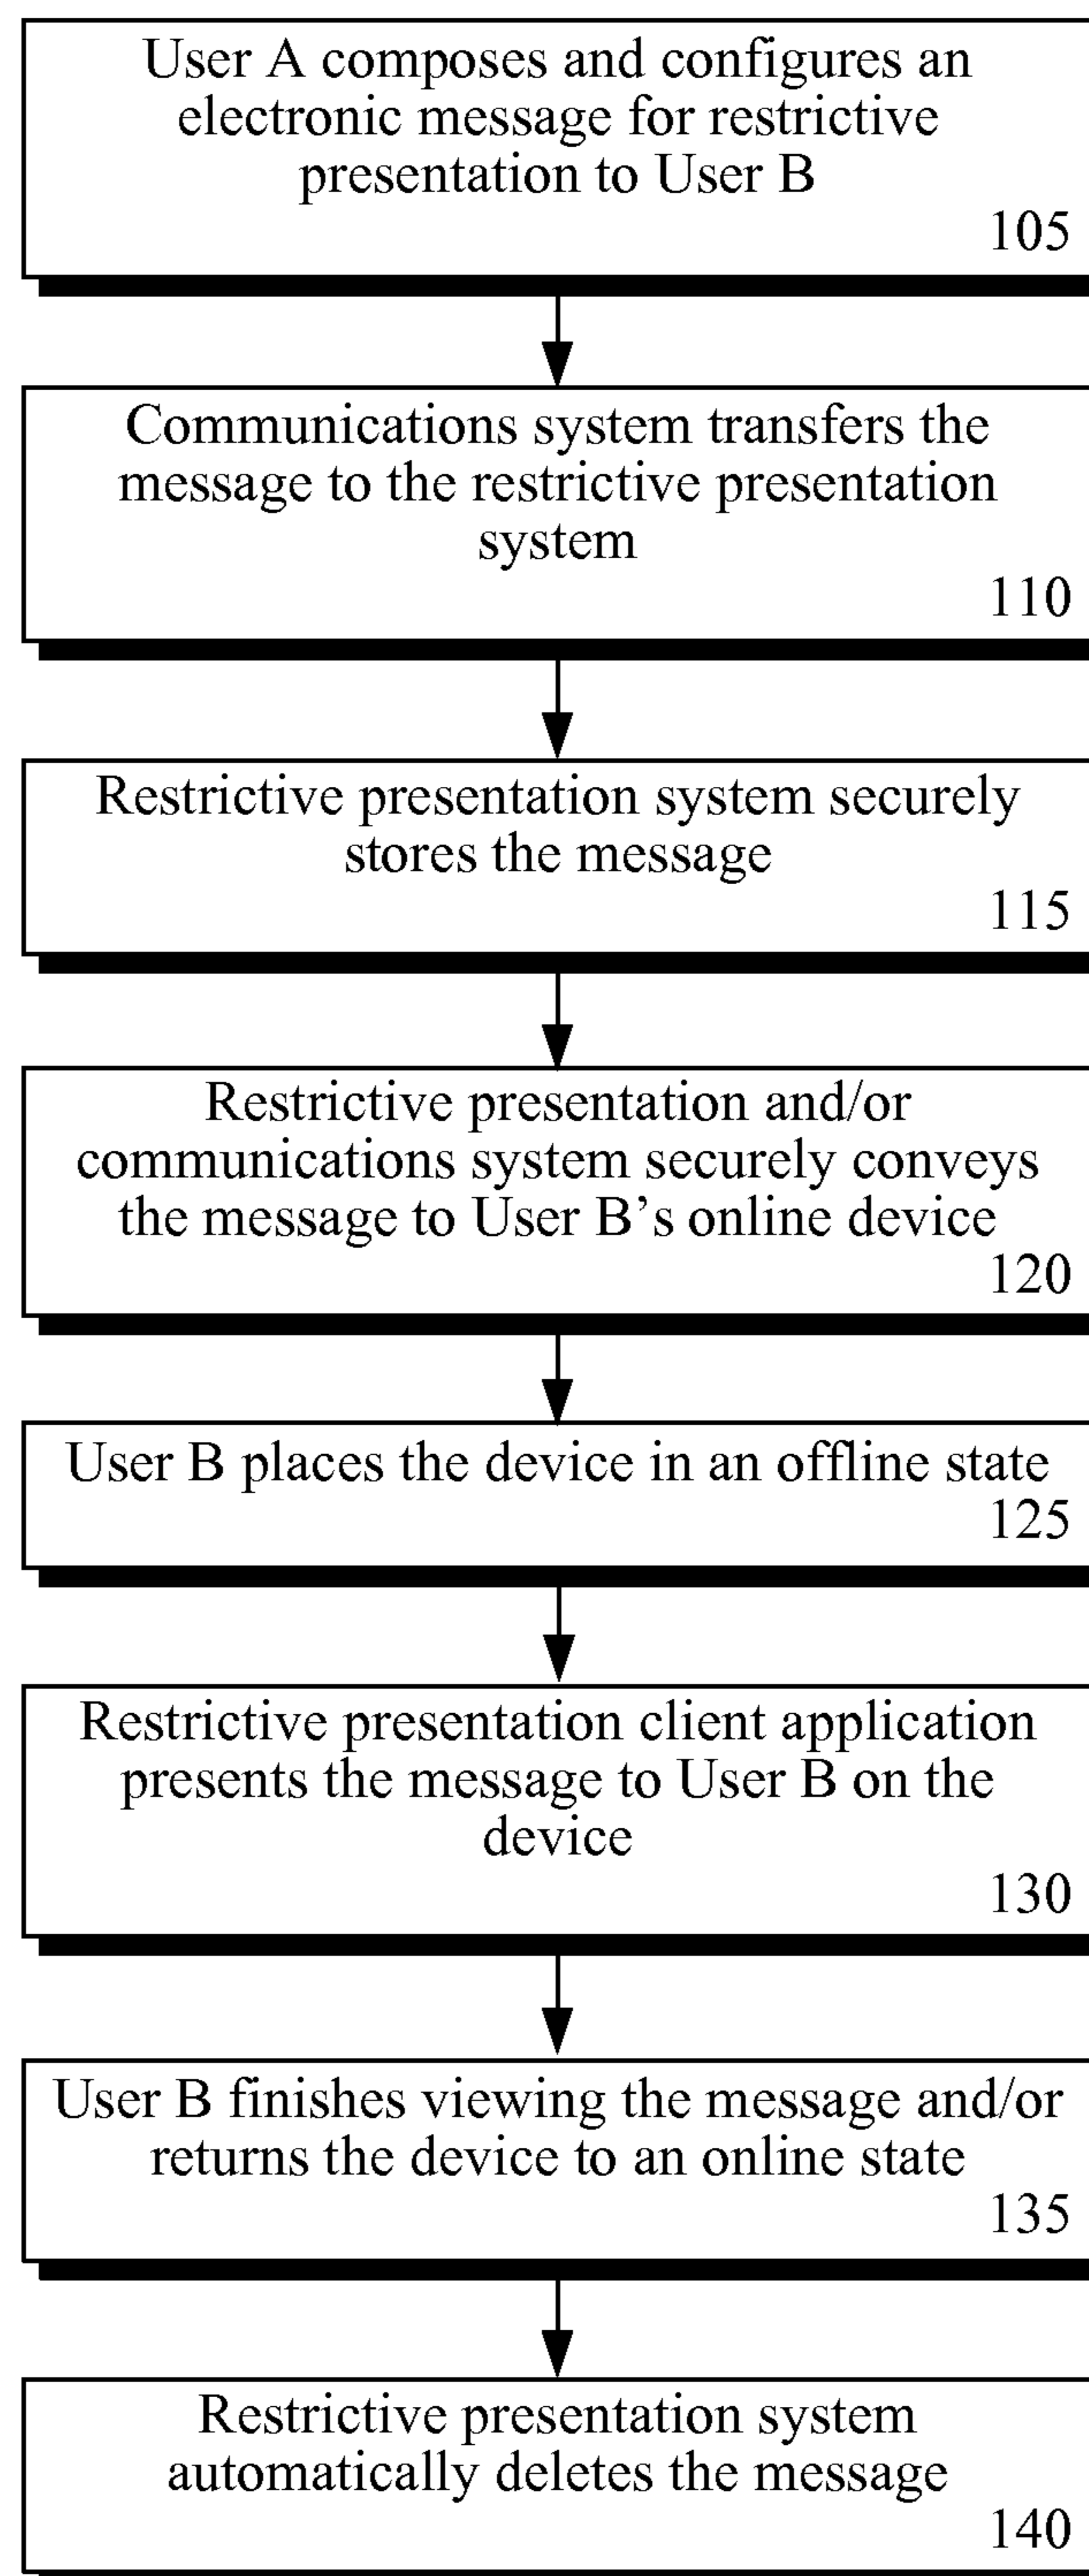 User A composes and configures an
electronic message for restrictive
presentation to User B
105
Communications system transfers the
message to the restrictive presentation
system
110
Restrictive presentation system securely
stores the message
115
Restrictive presentation and/or
communications system securely conveys
the message to User B’s online device
120
User B places the device in an offline state
125
Restrictive presentation client application
presents the message to User B on the
device
130
User B finishes viewing the message and/or
returns the device to an online state
135
Restrictive presentation system
automatically deletes the message
140